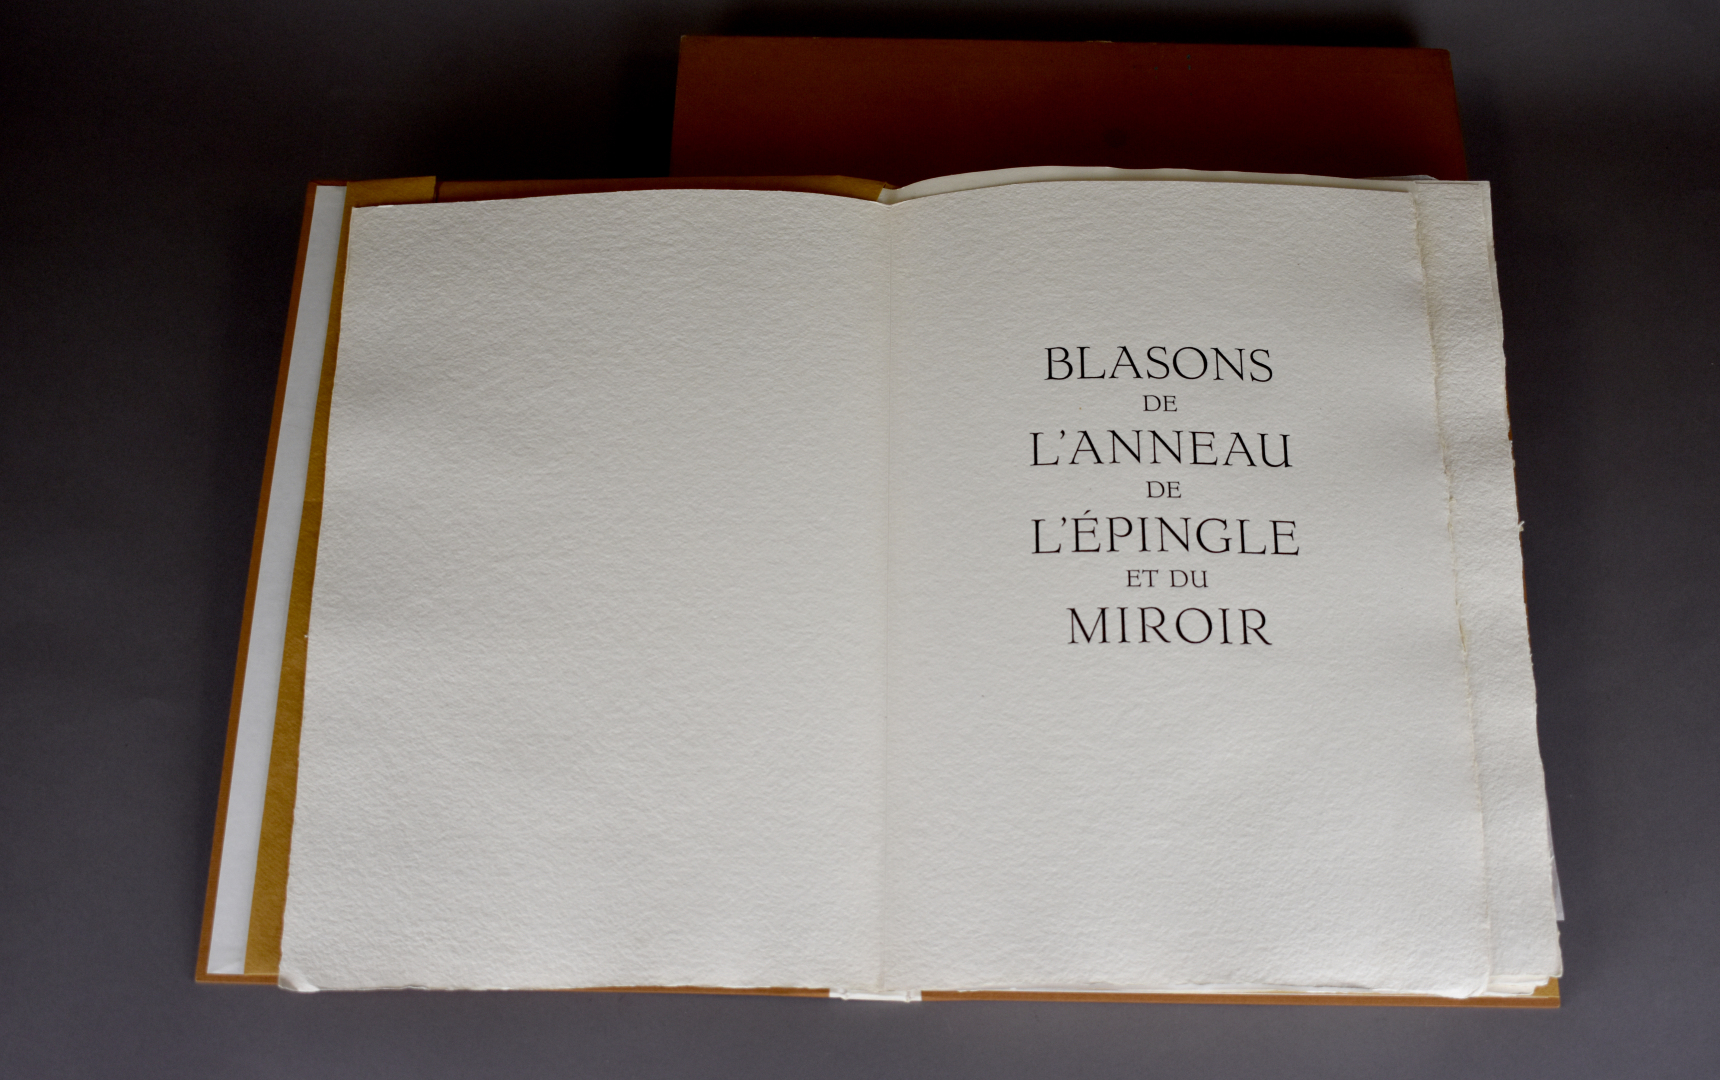 BLASONS
DE
L'ANNEAU
DE
L'ÉPINGLE
ET DU
MIROIR